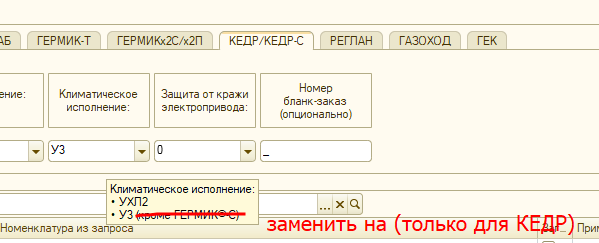 АБ ГЕРМИК-Т ГЕРМИКх2С/х2П КЕДР/КЕДР-С РЕГЛАН ГАЗОХОД ГЕК
ение: Климатическое исполнение: Защита от кражи электропривода: Номер бланк-заказ (опционально)
У3 0 _
Климатическое исполнение:
• УХЛ2
• У3 (кроме ГЕРМИК-Ф-С)
заменить на (только для КЕДР)
Номенклатура из запроса Прим